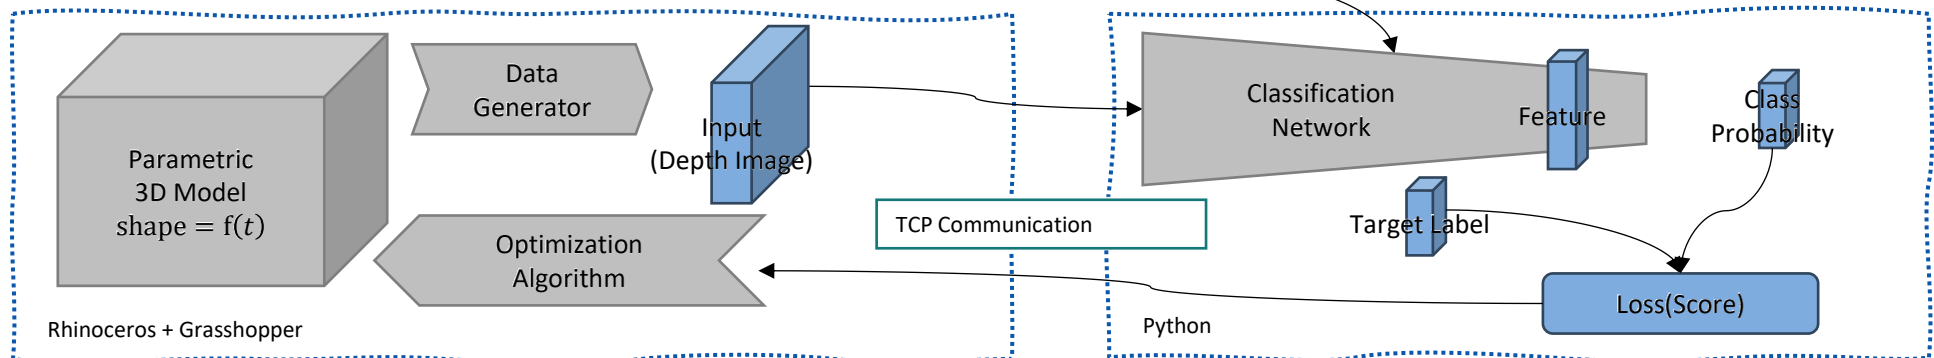 Parametric
3D Model
shape = f(t)
Data
Generator
Input
(Depth Image)
Optimization
Algorithm
Rhinoceros + Grasshopper
TCP Communication
Classification
Network
Feature
Class
Probability
Target Label
Loss(Score)
Python